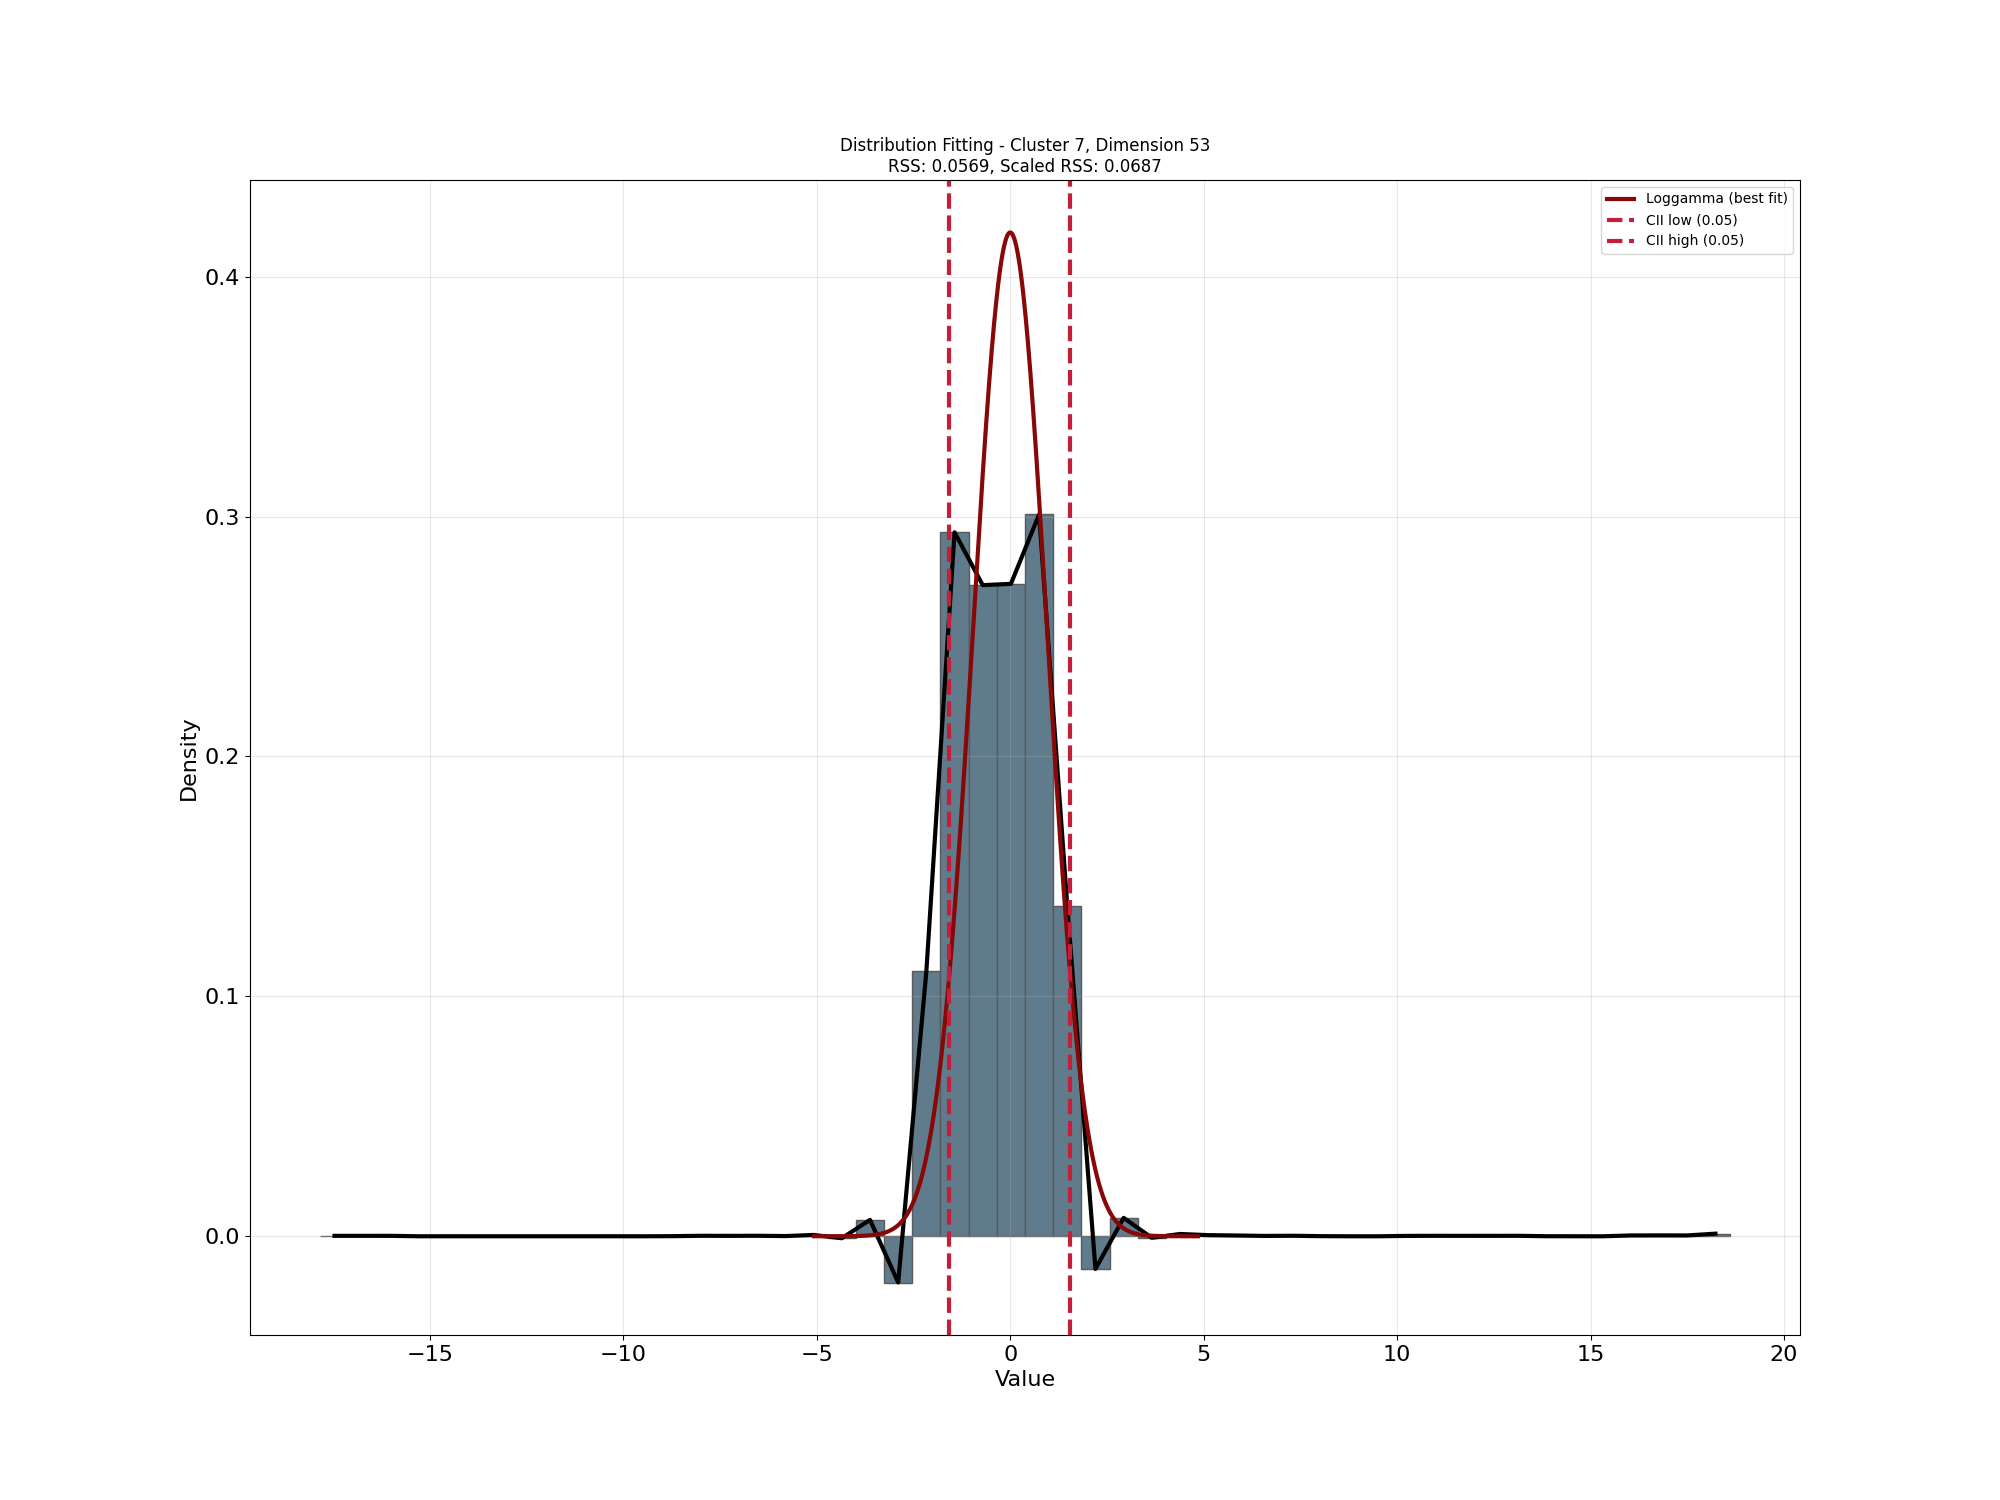 Distribution Fitting - Cluster 7, Dimension 53
RSS: 0.0569, Scaled RSS: 0.0687
Loggamma (best fit)
CII low (0.05)
CII high (0.05)
0.4
0.3
0.2
0.1
0.0
Density
−15 −10 −5 0 5 10 15 20
Value